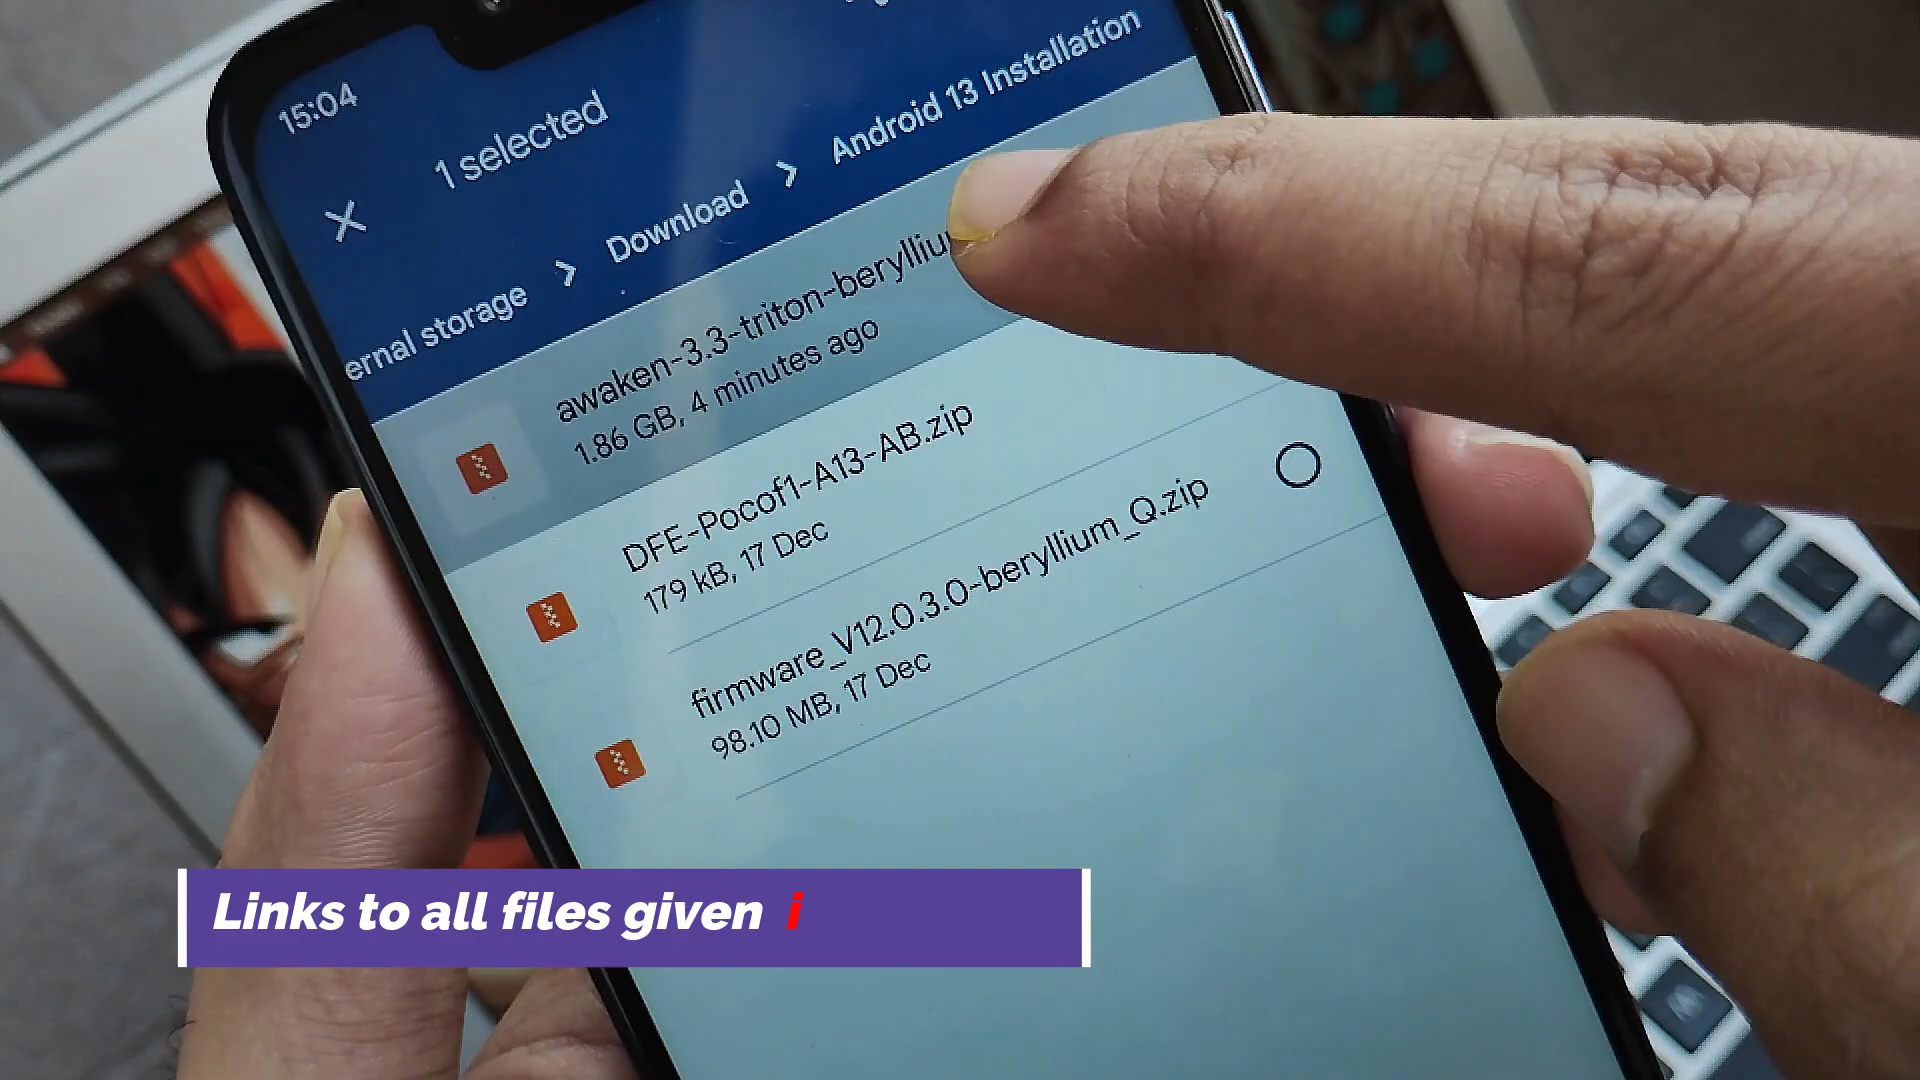 15:04
1 selected
ernal storage > Download > Android 13 Installation
awaken-3.3-triton-berylliu
1.86 GB, 4 minutes ago
DFE-Pocof1-A13-AB.zip
179 kB, 17 Dec
firmware_V12.0.3.0-beryllium_Q.zip
98.10 MB, 17 Dec
Links to all files given i